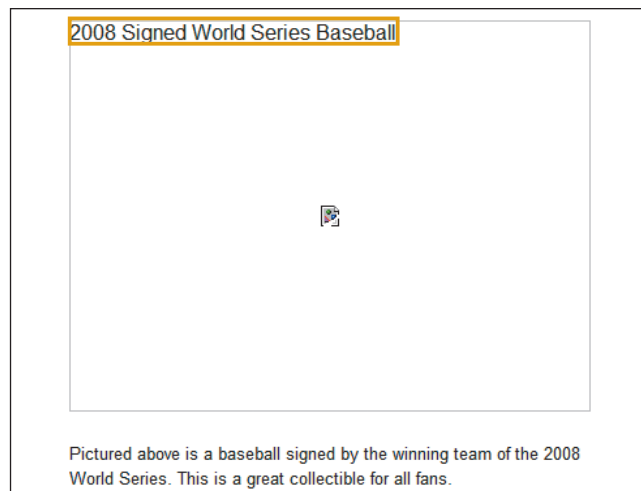 2008 Signed World Series Baseball
Pictured above is a baseball signed by the winning team of the 2008
World Series. This is a great collectible for all fans.